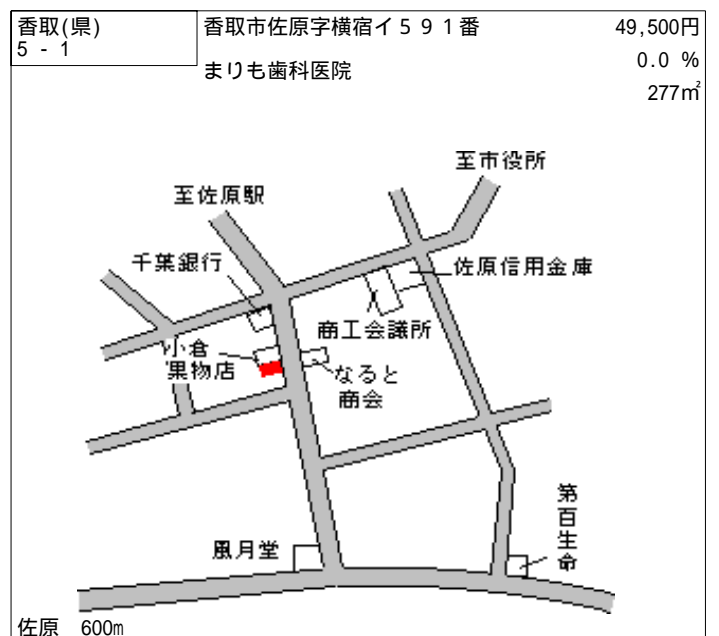 香取(県)
5 - 1
香取市佐原字横宿イ５９１番
まりも歯科医院
49,500円
0.0 %
277㎡
至市役所
至佐原駅
千葉銀行
佐原信用金庫
商工会議所
小倉
果物店
なると
商会
第百生命
風月堂
佐原 600m